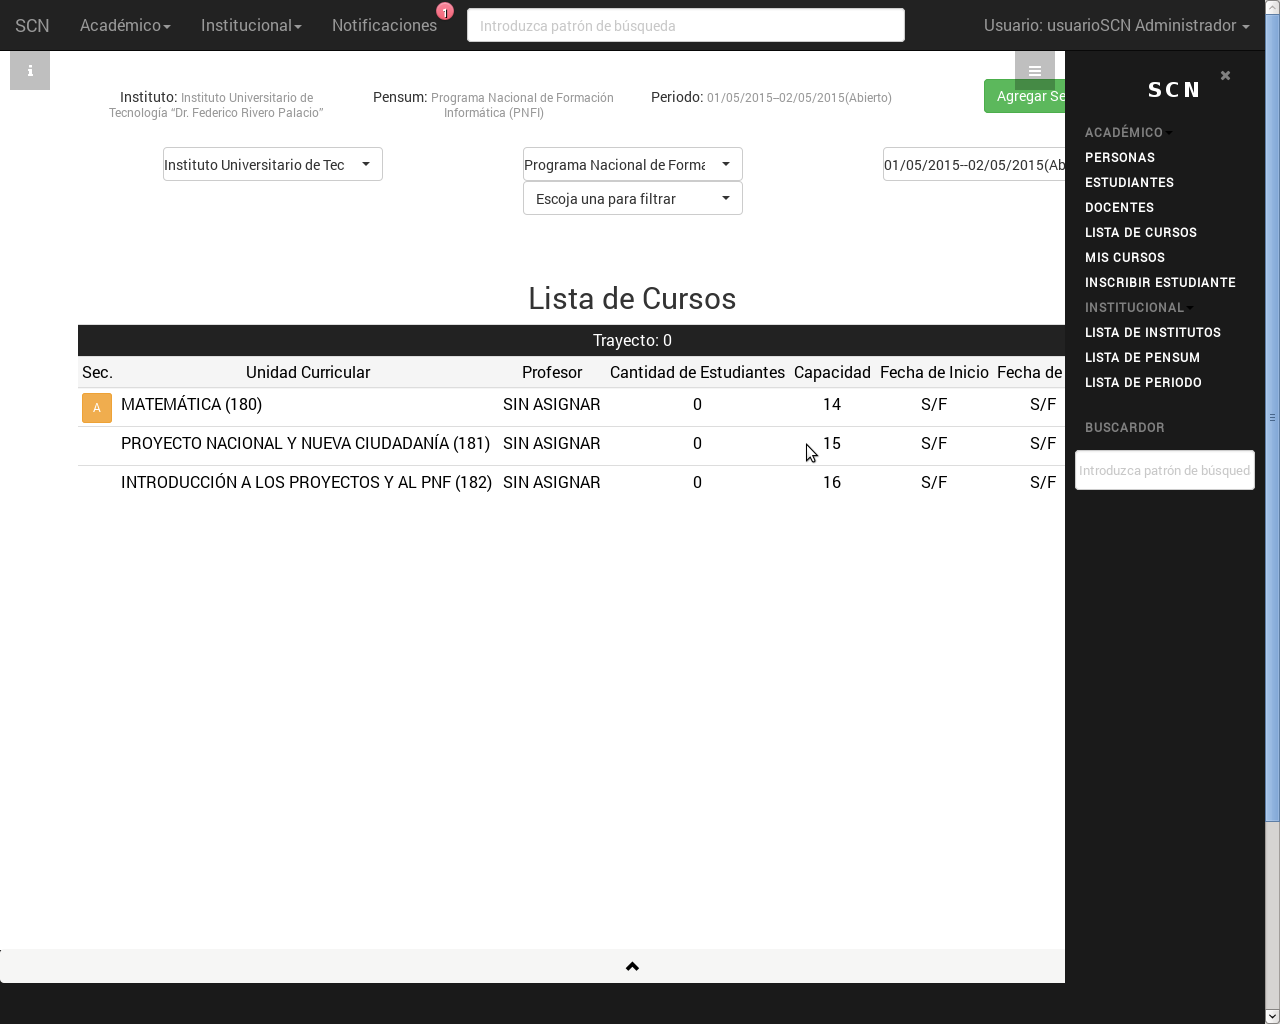 SCN Académico Institucional Notificaciones 1 Introduzca patrón de búsqueda Usuario: usuarioSCN Administrador
Instituto: Instituto Universitario de
Tecnología “Dr. Federico Rivero Palacio”
Pensum: Programa Nacional de Formación
Informática (PNFI)
Periodo: 01/05/2015--02/05/2015(Abierto)
Agregar Se
Instituto Universitario de Tec
Programa Nacional de Forma
01/05/2015--02/05/2015(Ab
Escoja una para filtrar
Lista de Cursos
Trayecto: 0
Sec. Unidad Curricular Profesor Cantidad de Estudiantes Capacidad Fecha de Inicio Fecha de
A MATEMÁTICA (180) SIN ASIGNAR 0 14 S/F S/F
PROYECTO NACIONAL Y NUEVA CIUDADANÍA (181) SIN ASIGNAR 0 15 S/F S/F
INTRODUCCIÓN A LOS PROYECTOS Y AL PNF (182) SIN ASIGNAR 0 16 S/F S/F
SCN
ACADÉMICO
PERSONAS
ESTUDIANTES
DOCENTES
LISTA DE CURSOS
MIS CURSOS
INSCRIBIR ESTUDIANTE
INSTITUCIONAL
LISTA DE INSTITUTOS
LISTA DE PENSUM
LISTA DE PERIODO
BUSCARDOR
Introduzca patrón de búsqued